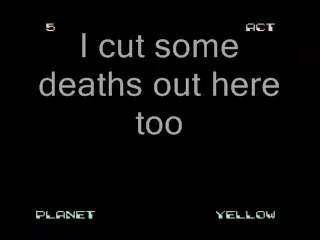 5 ACT
I cut some
deaths out here
too
PLANET YELLOW